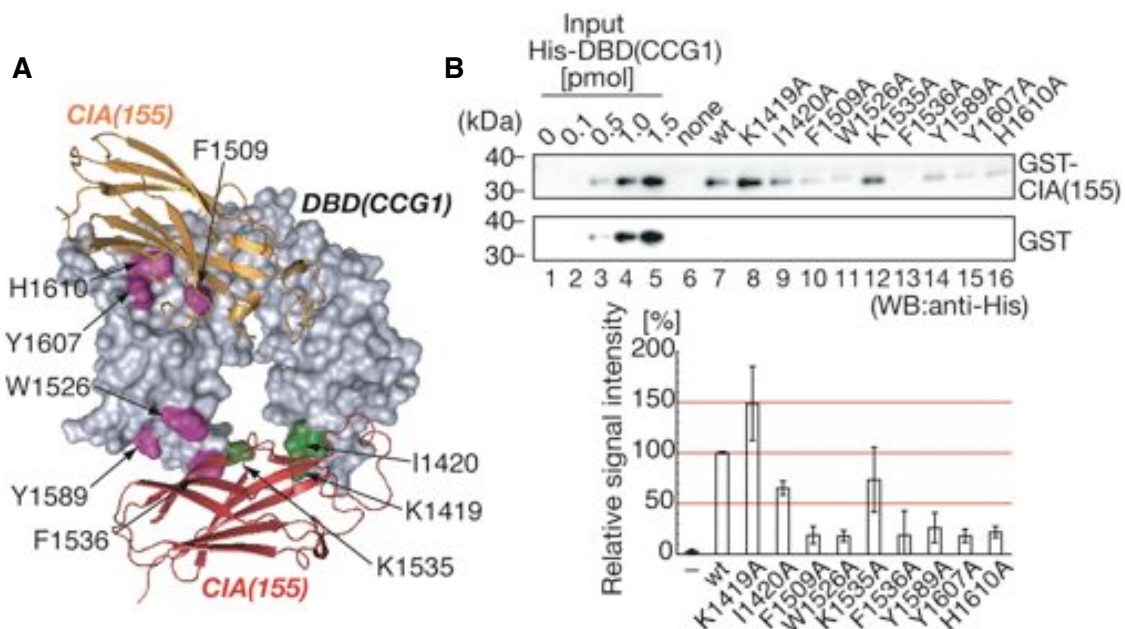 A
CIA(155)
F1509
DBD(CCG1)
H1610
Y1607
W1526
Y1589
F1536
I1420
K1419
K1535
CIA(155)
B
Input
His-DBD(CCG1)
[pmol]
(kDa) 0 0.1 0.5 1.0 1.5 none wt K1419A I1420A F1509A W1526A K1535A F1536A Y1589A Y1607A H1610A
40
30
GST-
CIA(155)
40
30
GST
1 2 3 4 5 6 7 8 9 10 11 12 13 14 15 16
(WB:anti-His)
[%]
Relative signal intensity
200
150
100
50
0
– wt K1419A I1420A F1509A W1526A K1535A F1536A Y1589A Y1607A H1610A